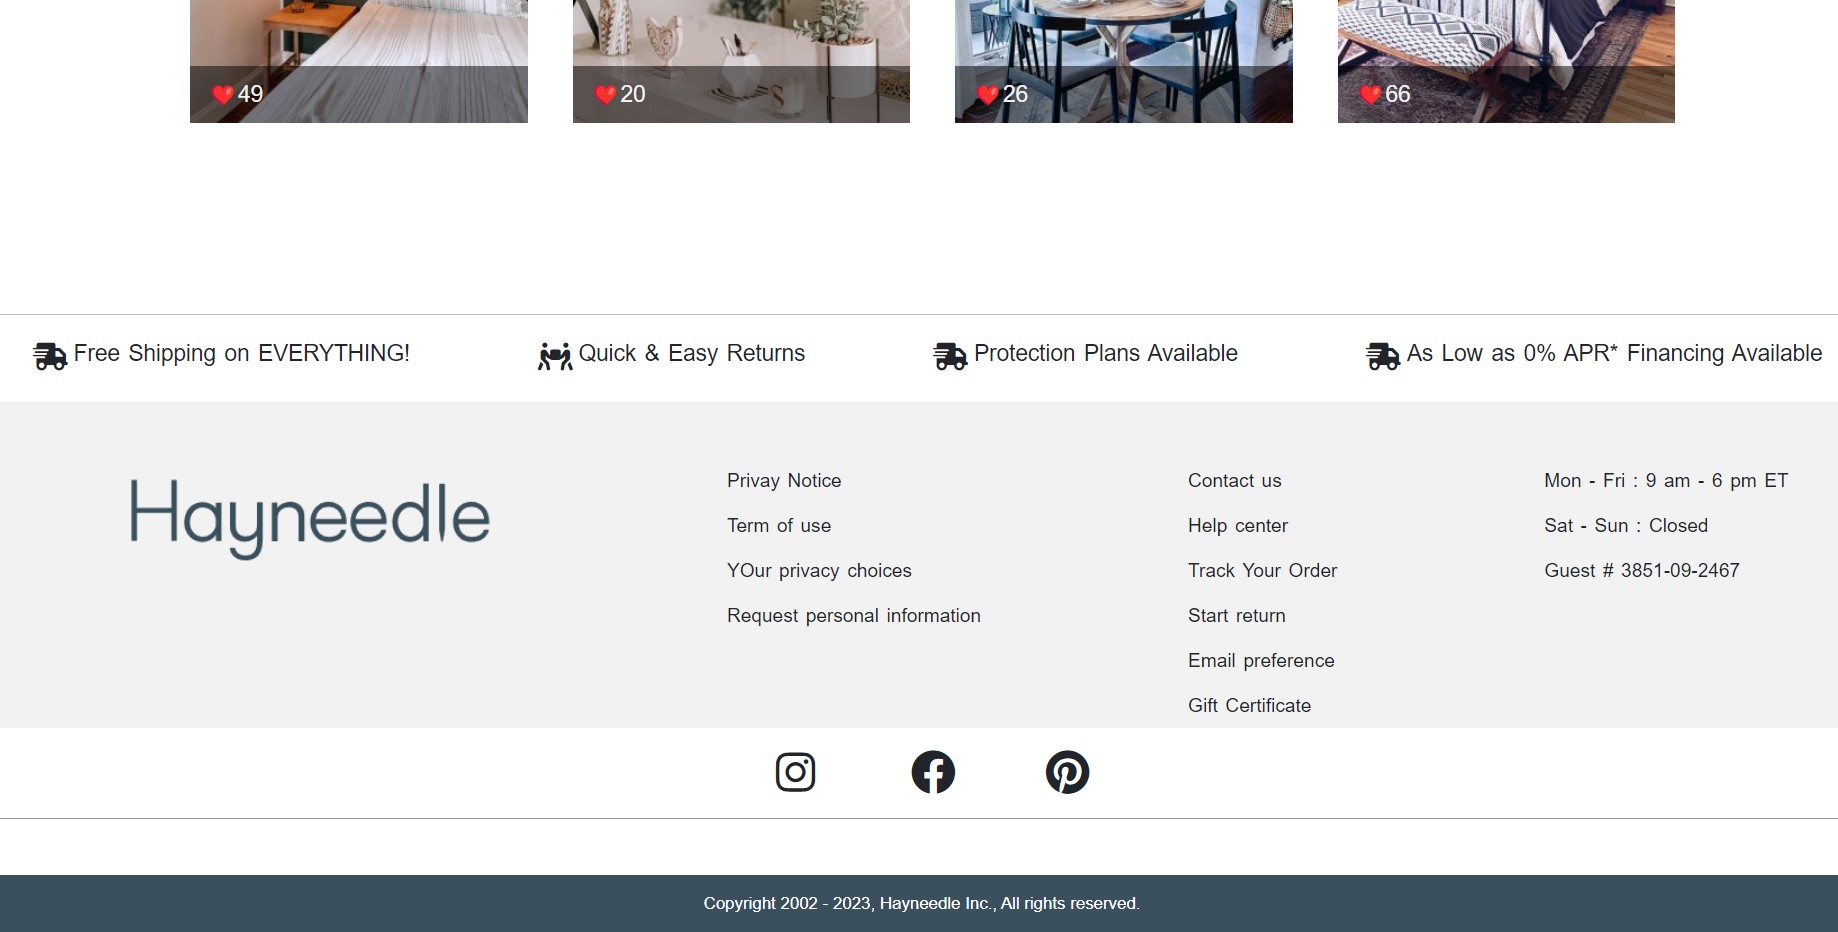 49
20
26
66
Free Shipping on EVERYTHING!
Quick & Easy Returns
Protection Plans Available
As Low as 0% APR* Financing Available
Hayneedle
Privay Notice
Term of use
YOur privacy choices
Request personal information
Contact us
Help center
Track Your Order
Start return
Email preference
Gift Certificate
Mon - Fri : 9 am - 6 pm ET
Sat - Sun : Closed
Guest # 3851-09-2467
Copyright 2002 - 2023, Hayneedle Inc., All rights reserved.